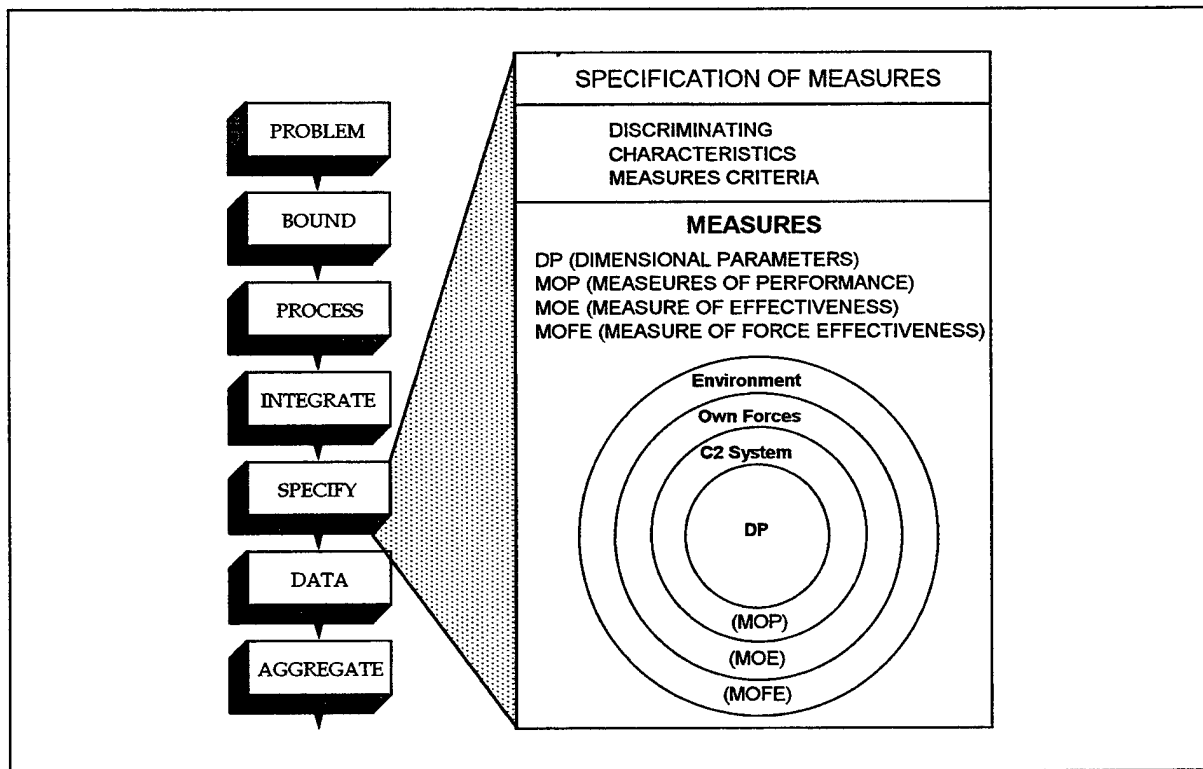 PROBLEM
BOUND
PROCESS
INTEGRATE
SPECIFY
DATA
AGGREGATE
SPECIFICATION OF MEASURES
DISCRIMINATING
CHARACTERISTICS
MEASURES CRITERIA
MEASURES
DP (DIMENSIONAL PARAMETERS)
MOP (MEASEURES OF PERFORMANCE)
MOE (MEASURE OF EFFECTIVENESS)
MOFE (MEASURE OF FORCE EFFECTIVENESS)
Environment
Own Forces
C2 System
DP
(MOP)
(MOE)
(MOFE)